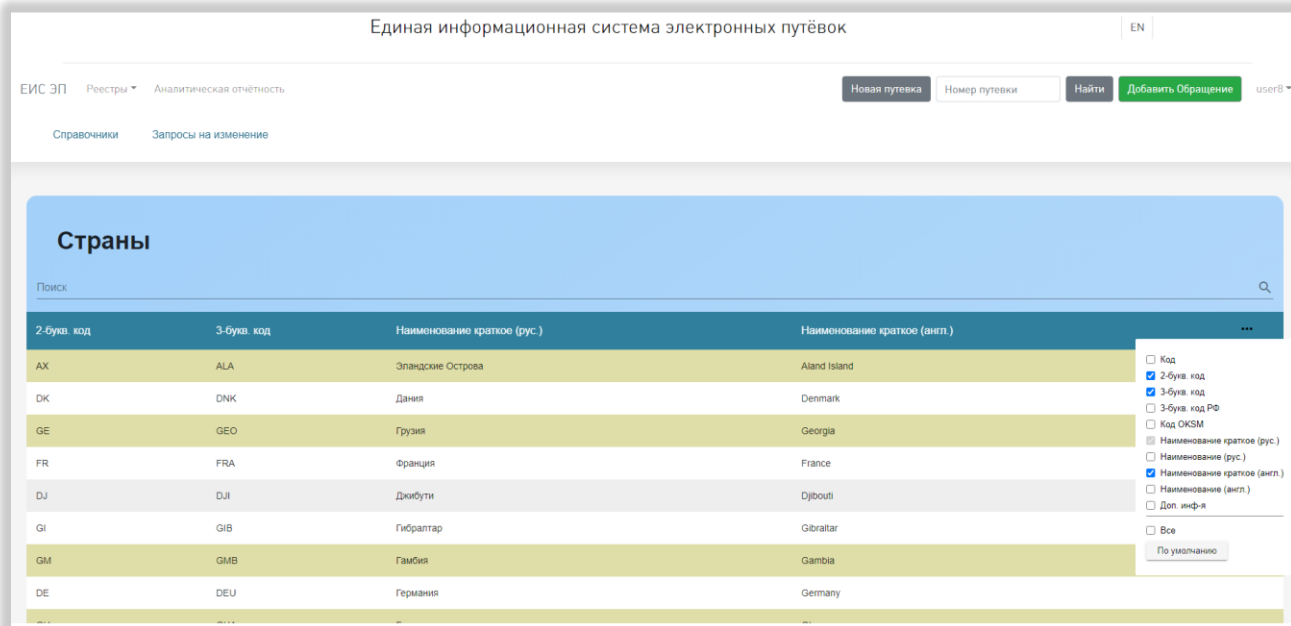 Единая информационная система электронных путёвок
EN
ЕИС ЭП Реестры Аналитическая отчётность Новая путевка Номер путевки Найти Добавить Обращение user8
Справочники Запросы на изменение
Страны
Поиск
2-букв. код 3-букв. код Наименование краткое (рус.) Наименование краткое (англ.) •••
AX ALA Эландские Острова Aland Island
DK DNK Дания Denmark
GE GEO Грузия Georgia
FR FRA Франция France
DJ DJI Джибути Djibouti
GI GIB Гибралтар Gibraltar
GM GMB Гамбия Gambia
DE DEU Германия Germany
Код
2-букв. код
3-букв. код
3-букв. код РФ
Код OKSM
Наименование краткое (рус.)
Наименование (рус.)
Наименование краткое (англ.)
Наименование (англ.)
Доп. инф-я
Все
По умолчанию